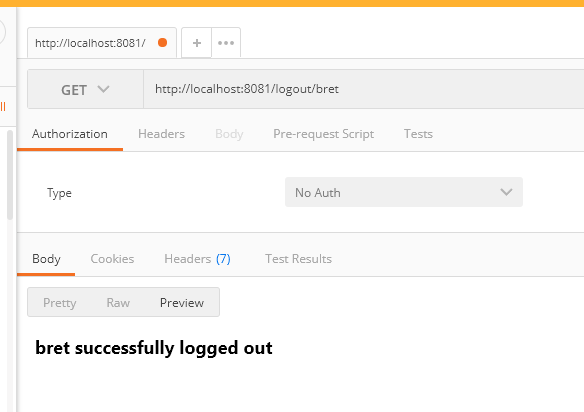 http://localhost:8081/
+ •••
ll
GET http://localhost:8081/logout/bret
Authorization Headers Body Pre-request Script Tests
Type No Auth
Body Cookies Headers (7) Test Results
Pretty Raw Preview
bret successfully logged out